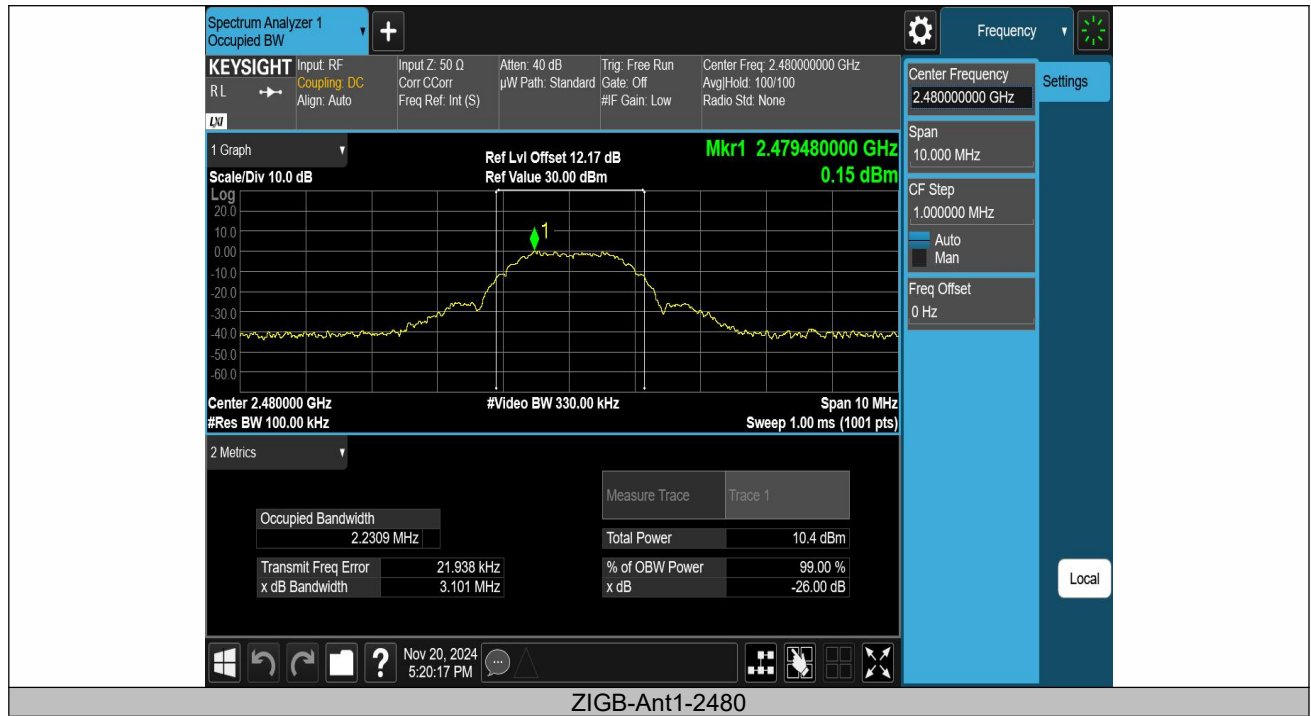 Spectrum Analyzer 1
Occupied BW
+
Frequency
KEYSIGHT
R L
LXI
Input: RF
Coupling: DC
Align: Auto
Input Z: 50 Ω
Corr CCorr
Freq Ref: Int (S)
Atten: 40 dB
µW Path: Standard
Trig: Free Run
Gate: Off
#IF Gain: Low
Center Freq: 2.480000000 GHz
Avg|Hold: 100/100
Radio Std: None
Center Frequency
2.480000000 GHz
Settings
Span
10.000 MHz
CF Step
1.000000 MHz
Auto
Man
Freq Offset
0 Hz
Local
1 Graph
Scale/Div 10.0 dB
Ref Lvl Offset 12.17 dB
Ref Value 30.00 dBm
Mkr1 2.479480000 GHz
0.15 dBm
Log
20.0
10.0
0.00
-10.0
-20.0
-30.0
-40.0
-50.0
-60.0
1
Center 2.480000 GHz
#Res BW 100.00 kHz
#Video BW 330.00 kHz
Span 10 MHz
Sweep 1.00 ms (1001 pts)
2 Metrics
Measure Trace Trace 1
Occupied Bandwidth
2.2309 MHz
Total Power 10.4 dBm
Transmit Freq Error 21.938 kHz
% of OBW Power 99.00 %
x dB Bandwidth 3.101 MHz
x dB -26.00 dB
?
Nov 20, 2024
5:20:17 PM
ZIGB-Ant1-2480